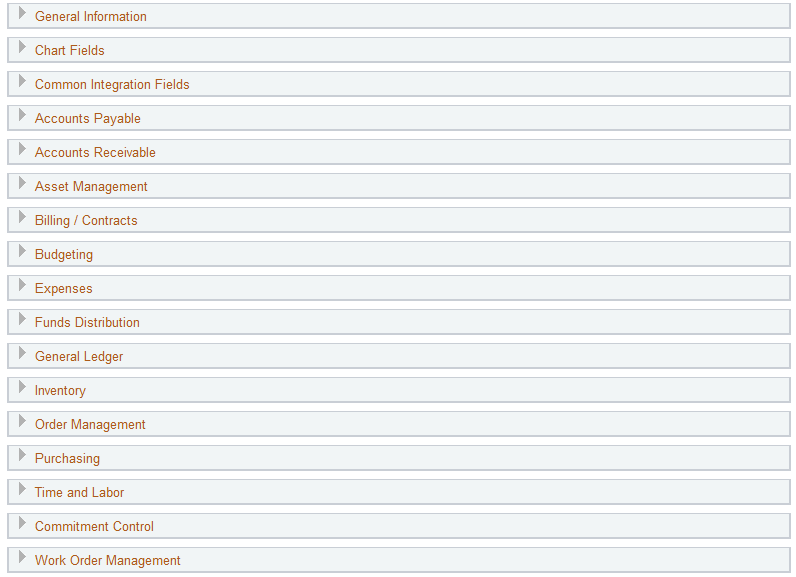 General Information
Chart Fields
Common Integration Fields
Accounts Payable
Accounts Receivable
Asset Management
Billing / Contracts
Budgeting
Expenses
Funds Distribution
General Ledger
Inventory
Order Management
Purchasing
Time and Labor
Commitment Control
Work Order Management